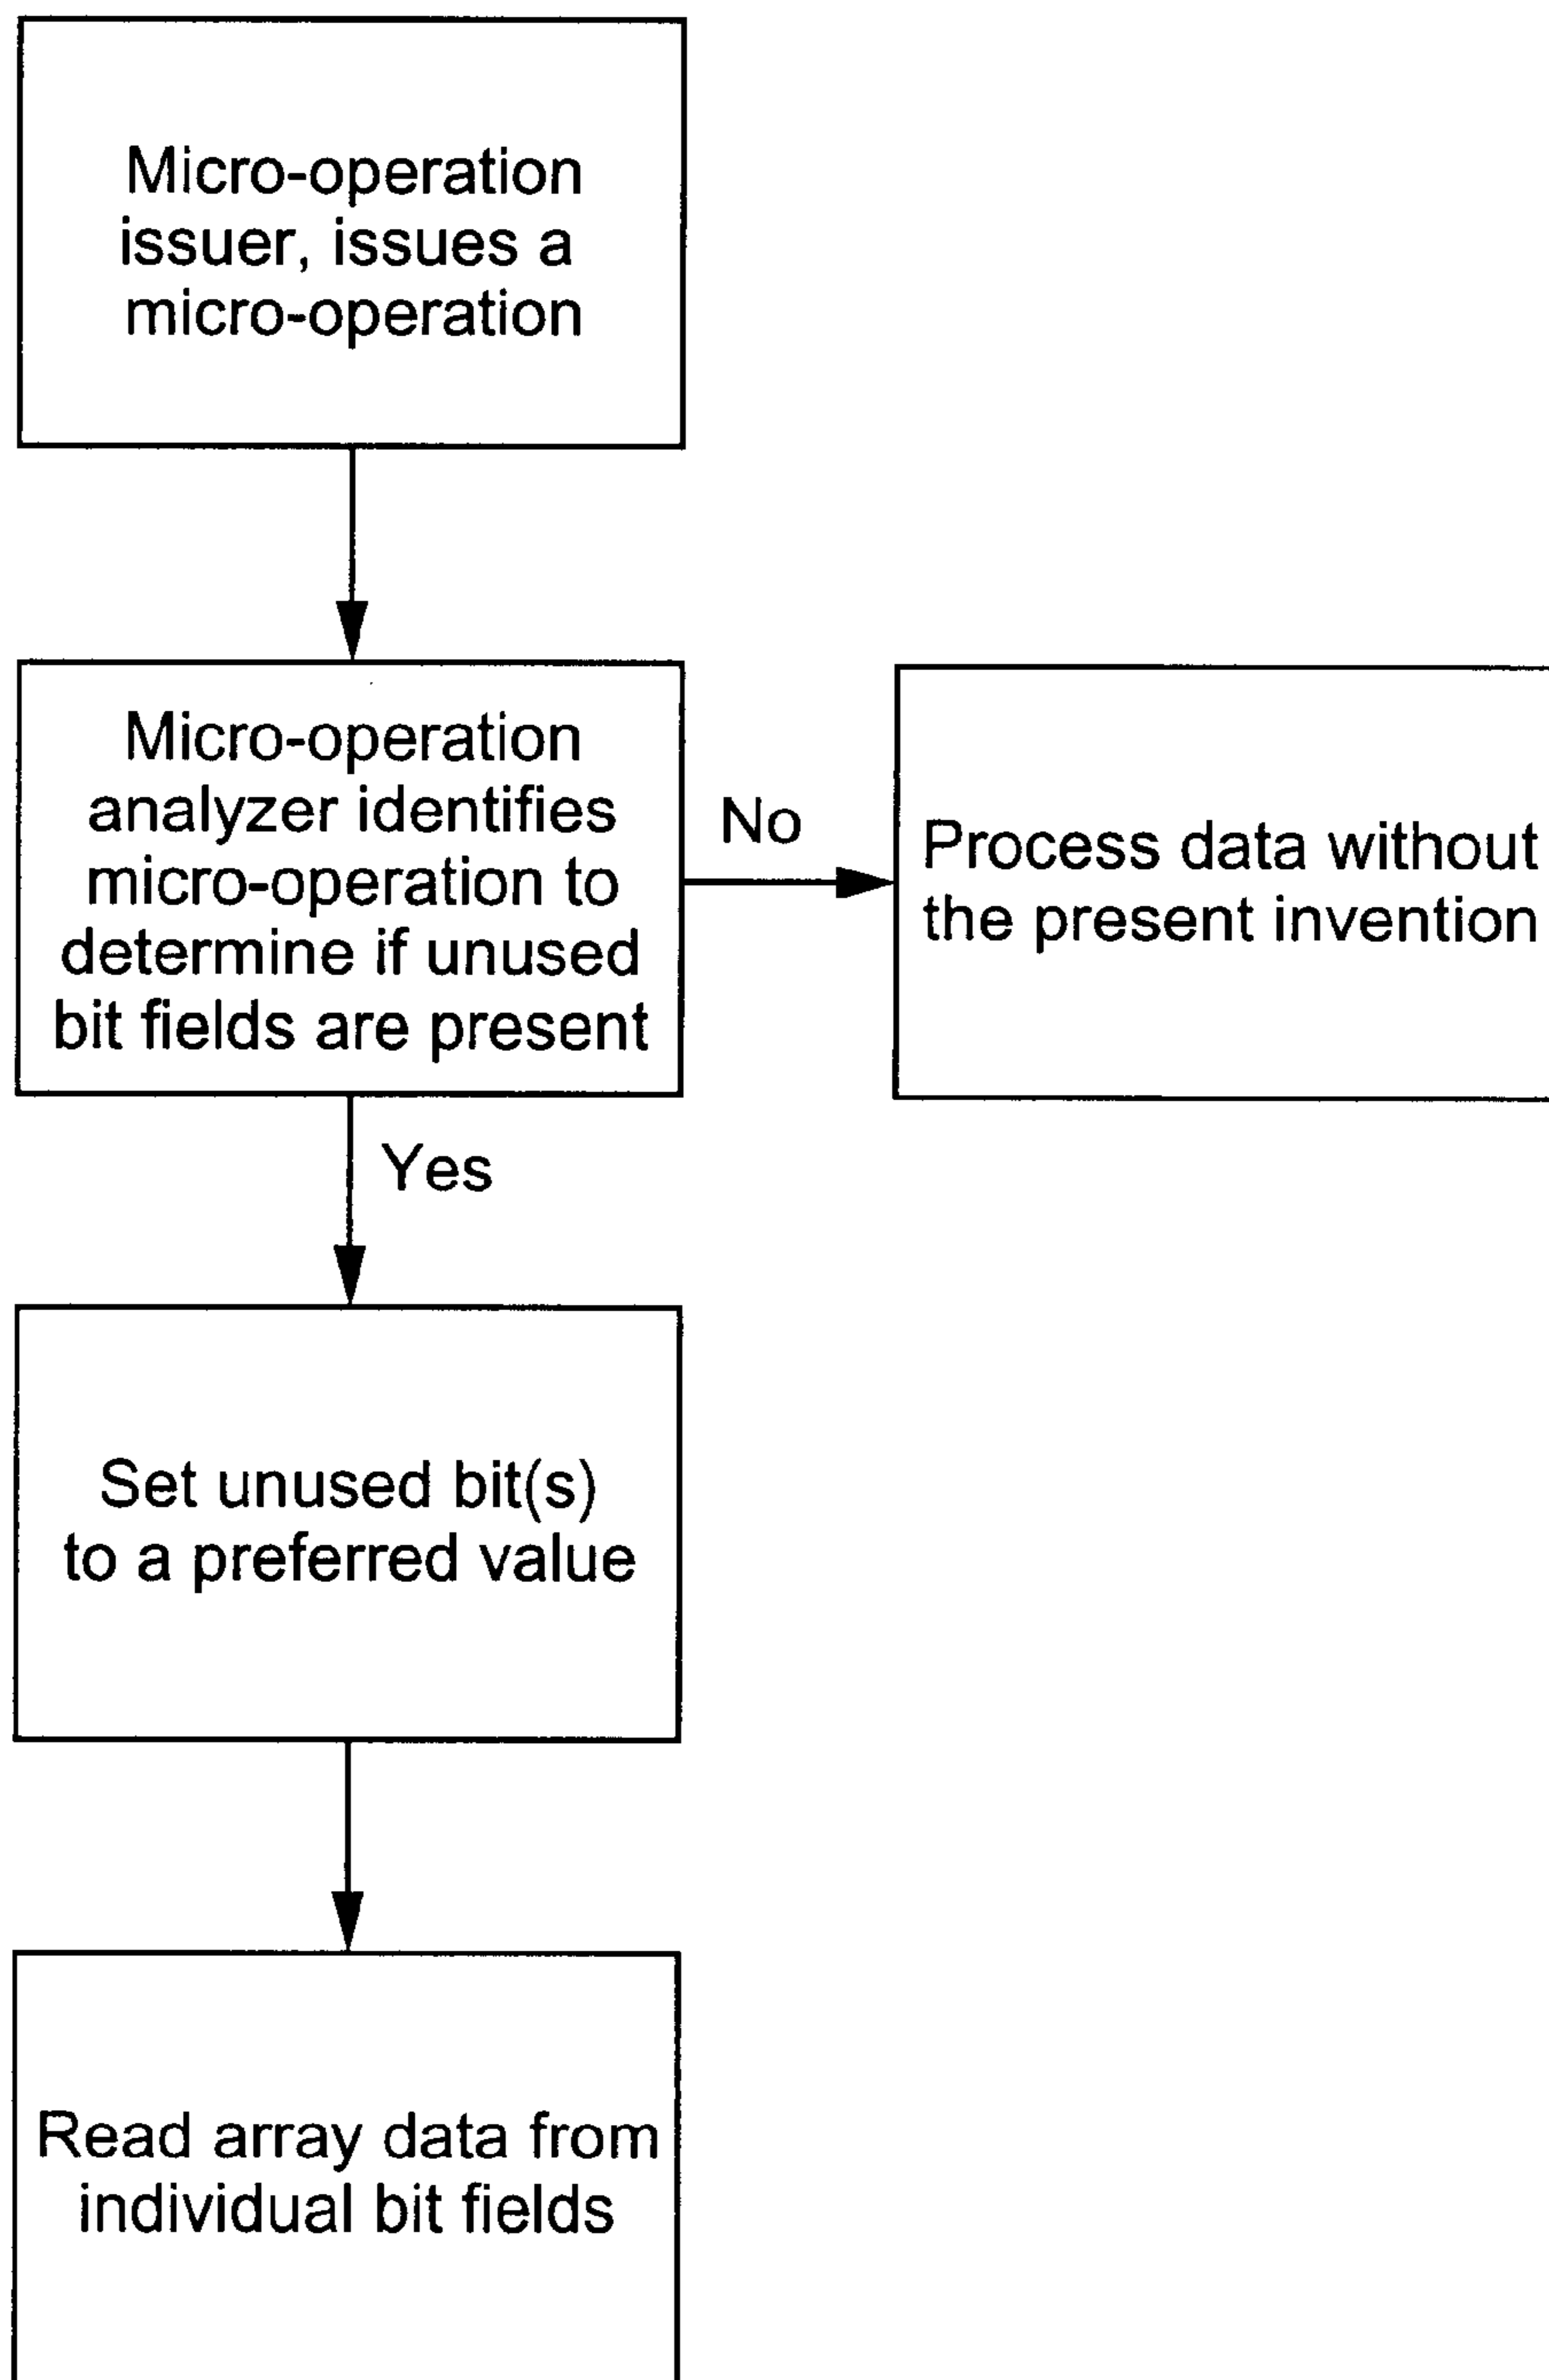 Micro-operation
issuer, issues a
micro-operation
Micro-operation
analyzer identifies
micro-operation to
determine if unused
bit fields are present
No
Process data without
the present invention
Yes
Set unused bit(s)
to a preferred value
Read array data from
individual bit fields